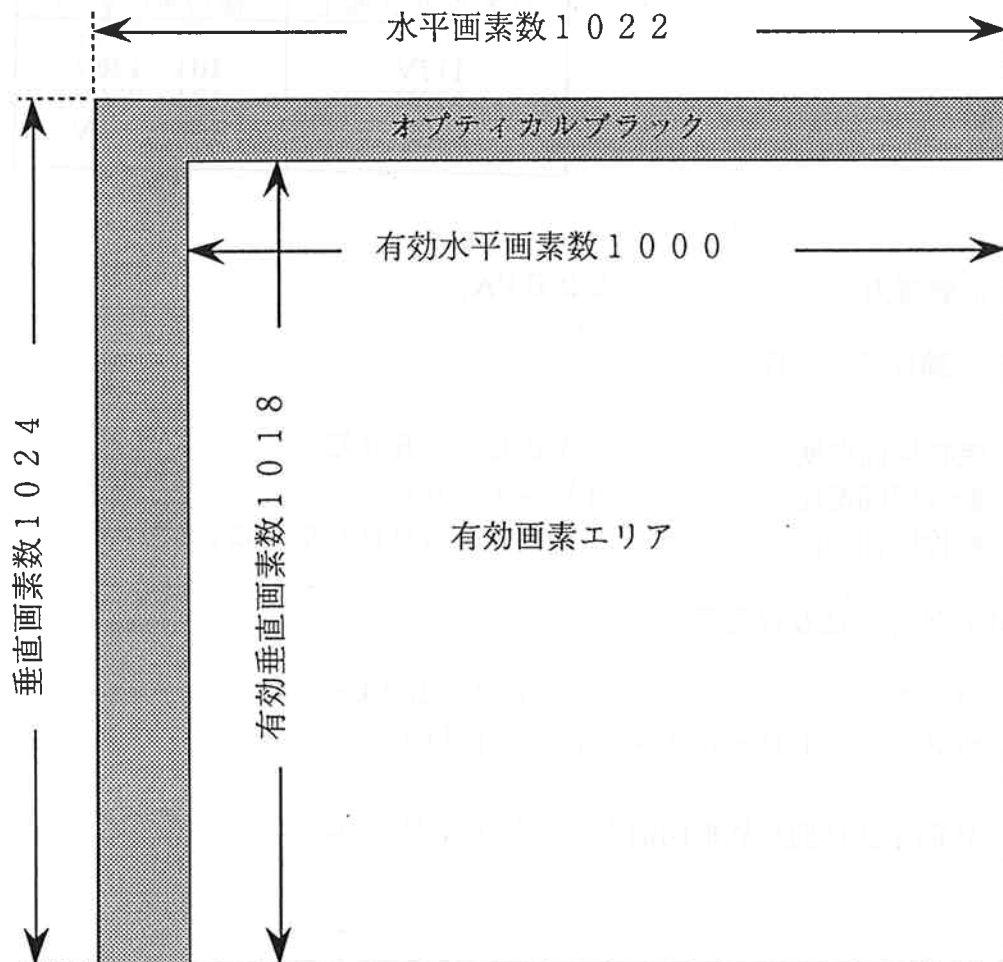 水平画素数１０２２
オプティカルブラック
有効水平画素数１０００
垂直画素数１０２４
有効垂直画素数１０１８
有効画素エリア